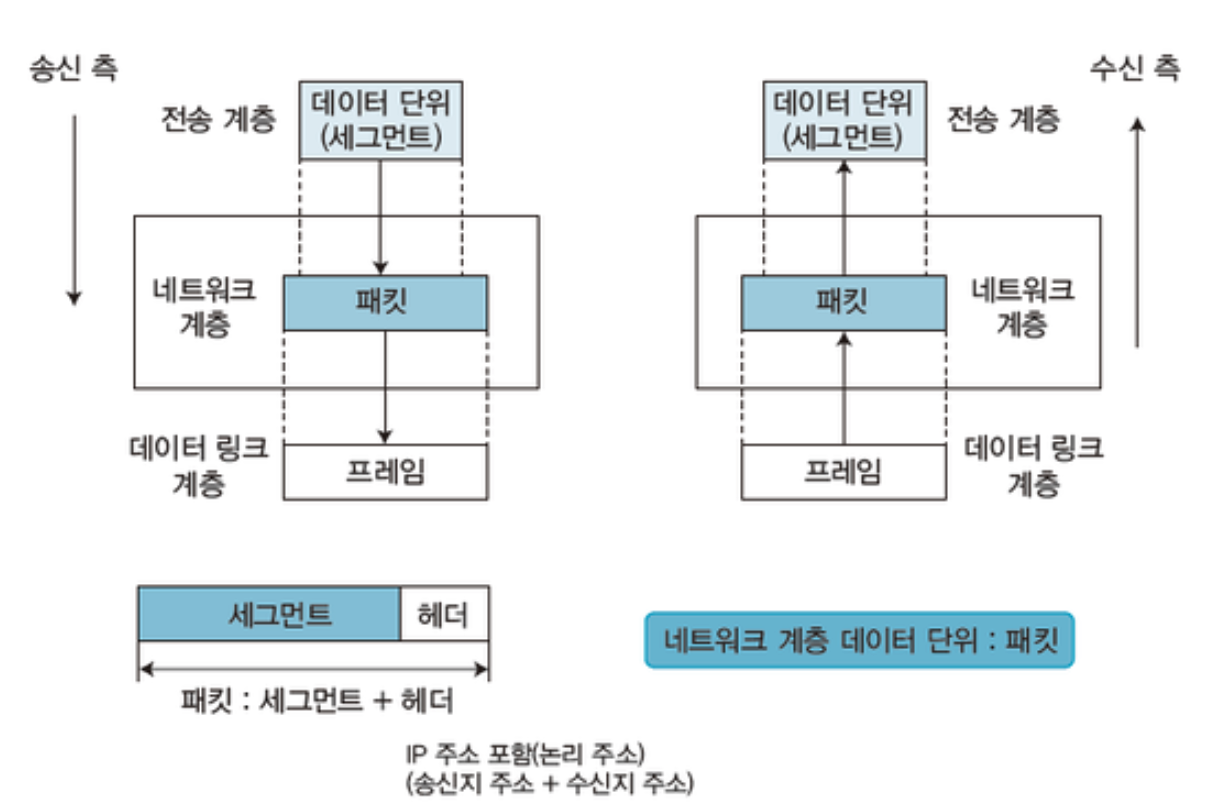 송신 측
수신 측
전송 계층
데이터 단위
(세그먼트)
데이터 단위
(세그먼트)
전송 계층
네트워크
계층
패킷
패킷
네트워크
계층
데이터 링크
계층
프레임
프레임
데이터 링크
계층
세그먼트
헤더
네트워크 계층 데이터 단위 : 패킷
패킷 : 세그먼트 + 헤더
IP 주소 포함(논리 주소)
(송신지 주소 + 수신지 주소)